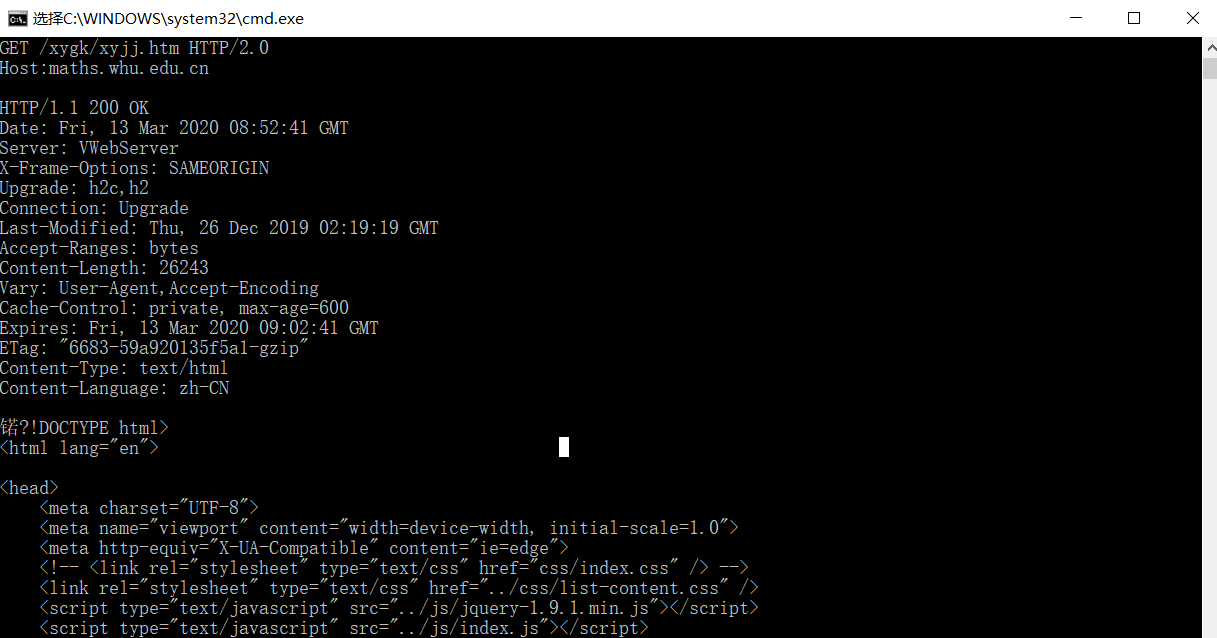 选择C:\WINDOWS\system32\cmd.exe
GET /xygk/xyjj.htm HTTP/2.0
Host:maths.whu.edu.cn
HTTP/1.1 200 OK
Date: Fri, 13 Mar 2020 08:52:41 GMT
Server: VWebServer
X-Frame-Options: SAMEORIGIN
Upgrade: h2c,h2
Connection: Upgrade
Last-Modified: Thu, 26 Dec 2019 02:19:19 GMT
Accept-Ranges: bytes
Content-Length: 26243
Vary: User-Agent,Accept-Encoding
Cache-Control: private, max-age=600
Expires: Fri, 13 Mar 2020 09:02:41 GMT
ETag: "6683-59a920135f5a1-gzip"
Content-Type: text/html
Content-Language: zh-CN
锘?!DOCTYPE html>
<html lang="en">
<head>
<meta charset="UTF-8">
<meta name="viewport" content="width=device-width, initial-scale=1.0">
<meta http-equiv="X-UA-Compatible" content="ie=edge">
<!-- <link rel="stylesheet" type="text/css" href="css/index.css" /> -->
<link rel="stylesheet" type="text/css" href="../css/list-content.css" />
<script type="text/javascript" src="../js/jquery-1.9.1.min.js"></script>
<script type="text/javascript" src="../js/index.js"></script>